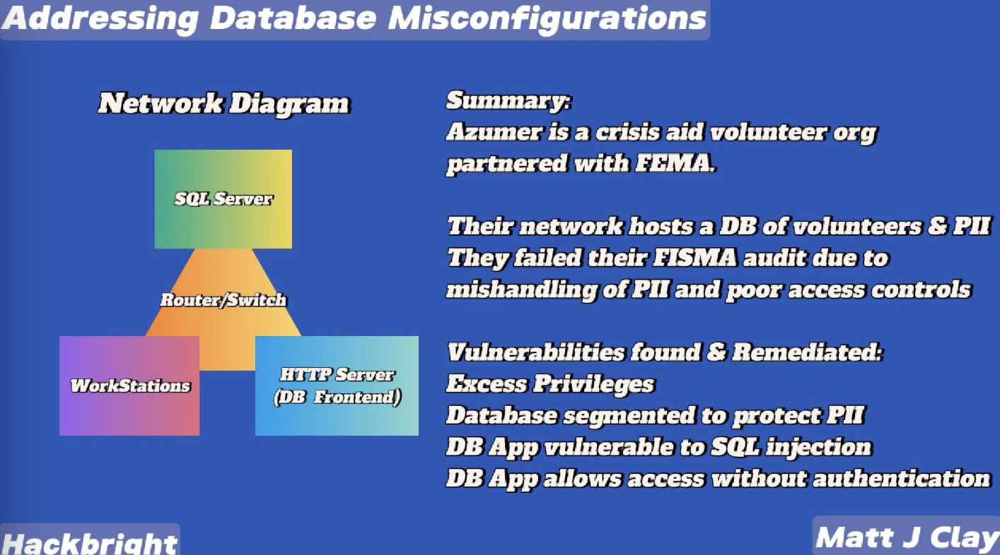 Addressing Database Misconfigurations
Network Diagram
SQL Server
Router/Switch
WorkStations
HTTP Server
(DB Frontend)
Summary:
Azumer is a crisis aid volunteer org
partnered with FEMA.
Their network hosts a DB of volunteers & PII
They failed their FISMA audit due to
mishandling of PII and poor access controls
Vulnerabilities found & Remediated:
Excess Privileges
Database segmented to protect PII
DB App vulnerable to SQL injection
DB App allows access without authentication
Hackbright
Matt J Clay